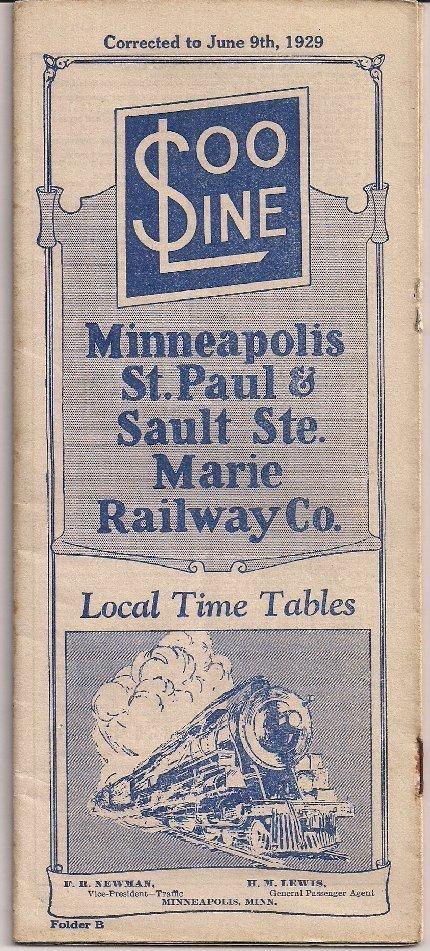 Corrected to June 9th, 1929
SOO
LINE
Minneapolis
St. Paul &
Sault Ste.
Marie
Railway Co.
Local Time Tables
F. R. NEWMAN, H. M. LEWIS,
Vice-President—Traffic General Passenger Agent
MINNEAPOLIS, MINN.
Folder B